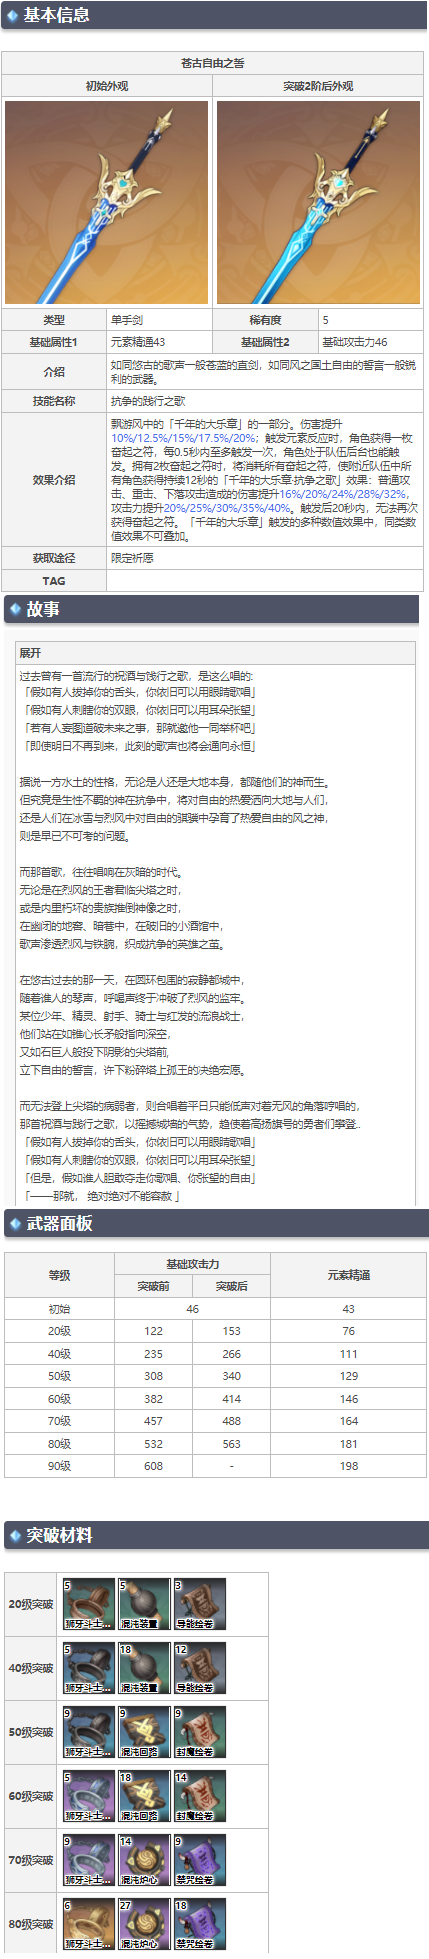 基本信息
苍古自由之誓
初始外观 突破2阶后外观
类型 单手剑 稀有度 5
基础属性1 元素精通43 基础属性2 基础攻击力46
介绍 如同悠古的歌声一般苍蓝的直剑，如同风之国土自由的誓言一般锐
利的武器。
技能名称 抗争的践行之歌
飘游风中的「千年的大乐章」的一部分。伤害提升
10%/12.5%/15%/17.5%/20%；触发元素反应时，角色获得一枚
奋起之符，每0.5秒内至多触发一次，角色处于队伍后台也能触
发。拥有2枚奋起之符时，将消耗所有奋起之符，使附近队伍中所
效果介绍 有角色获得持续12秒的「千年的大乐章·抗争之歌」效果：普通攻
击、重击、下落攻击造成的伤害提升16%/20%/24%/28%/32%，
攻击力提升20%/25%/30%/35%/40%。触发后20秒内，无法再次
获得奋起之符。「千年的大乐章」触发的多种数值效果中，同类数
值效果不可叠加。
获取途径 限定祈愿
TAG
故事
展开
过去曾有一首流行的祝酒与饯行之歌，是这么唱的:
「假如有人拔掉你的舌头，你依旧可以用眼睛歌唱」
「假如有人刺瞎你的双眼，你依旧可以用耳朵张望」
「若有人妄图道破未来之事，那就邀他一同举杯吧」
「即使明日不再到来，此刻的歌声也将会通向永恒」
据说一方水土的性格，无论是人还是大地本身，都随他们的神而生。
但究竟是生性不羁的神在抗争中，将对自由的热爱洒向大地与人们，
还是人们在冰雪与烈风中对自由的骐骥中孕育了热爱自由的风之神，
则是早已不可考的问题。
而那首歌，往往唱响在灰暗的时代。
无论是在烈风的王者君临尖塔之时，
或是内里朽坏的贵族推倒神像之时，
在幽闭的地窖、暗巷中，在破旧的小酒馆中，
歌声渗透烈风与铁腕，织成抗争的英雄之茧。
在悠古过去的那一天，在圆环包围的寂静都城中，
随着谁人的琴声，呼喝声终于冲破了烈风的监牢。
某位少年、精灵、射手、骑士与红发的流浪战士，
他们站在如锥心长矛般指向深空，
又如石巨人般投下阴影的尖塔前,
立下自由的誓言，许下粉碎塔上孤王的决绝宏愿。
而无法登上尖塔的病弱者，则合唱着平日只能低声对着无风的角落哼唱的，
那首祝酒与践行之歌，以摇撼城墙的气势，趋使着高扬旗号的勇者们攀登..
「假如有人拔掉你的舌头，你依旧可以用眼睛歌唱」
「假如有人刺瞎你的双眼，你依旧可以用耳朵张望」
「但是，假如谁人胆敢夺走你歌唱、你张望的自由」
「——那就， 绝对绝对不能容赦 」
武器面板
等级 基础攻击力 元素精通
突破前 突破后
初始 46 43
20级 122 153 76
40级 235 266 111
50级 308 340 129
60级 382 414 146
70级 457 488 164
80级 532 563 181
90级 608 - 198
突破材料
5 5 3
20级突破
狮牙斗士... 混沌装置 导能绘卷
5 18 12
40级突破
狮牙斗士... 混沌装置 导能绘卷
9 9 9
50级突破
狮牙斗士... 混沌回路 封魔绘卷
5 18 14
60级突破
狮牙斗士... 混沌回路 封魔绘卷
9 14 9
70级突破
狮牙斗士... 混沌炉心 禁咒绘卷
6 27 18
80级突破
狮牙斗士... 混沌炉心 禁咒绘卷